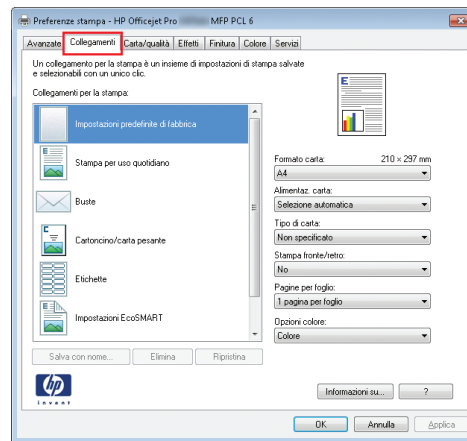 Preferenze stampa - HP Officejet Pro MFP PCL 6
Avanzate Collegamenti Carta/qualità Effetti Finitura Colore Servizi
Un collegamento per la stampa è un insieme di impostazioni di stampa salvate
e selezionabili con un unico clic.
Collegamenti per la stampa:
Impostazioni predefinite di fabbrica
Stampa per uso quotidiano
Buste
Cartoncino/carta pesante
Etichette
Impostazioni EcoSMART
Salva con nome... Elimina Ripristina
E
Formato carta: 210 × 297 mm
A4
Alimentaz. carta:
Selezione automatica
Tipo di carta:
Non specificato
Stampa fronte/retro:
No
Pagine per foglio:
1 pagina per foglio
Opzioni colore:
Colore
hp
invent
Informazioni su... ?
OK Annulla Applica